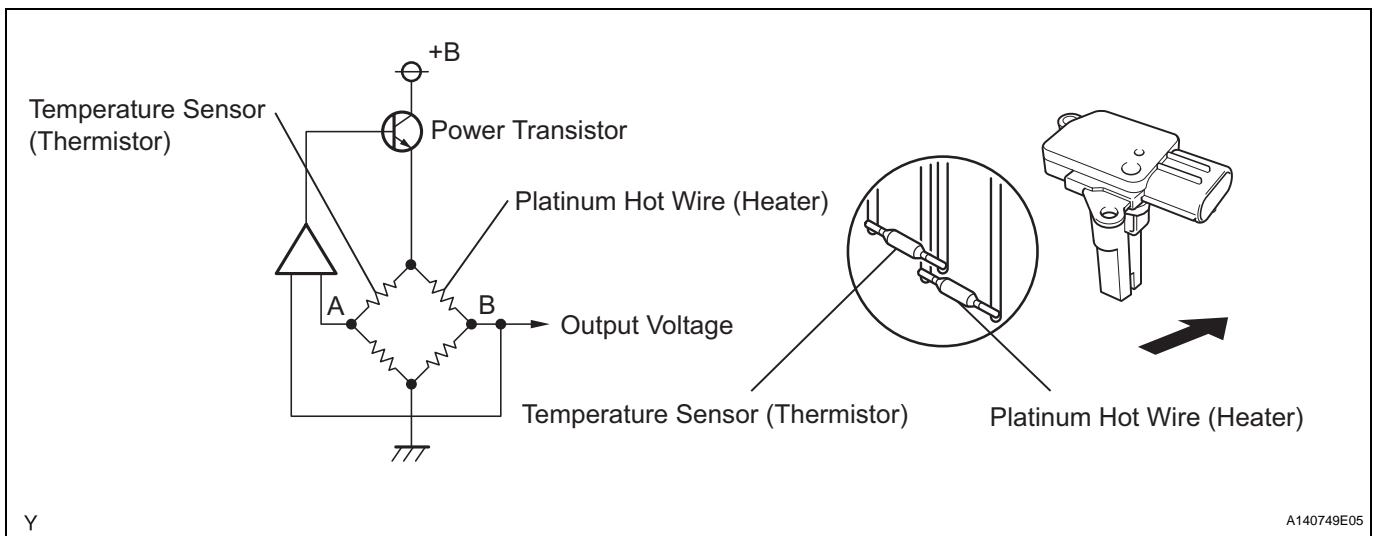 +B
Temperature Sensor
(Thermistor)
Power Transistor
Platinum Hot Wire (Heater)
A
B
Output Voltage
Temperature Sensor (Thermistor)
Platinum Hot Wire (Heater)
Y
A140749E05